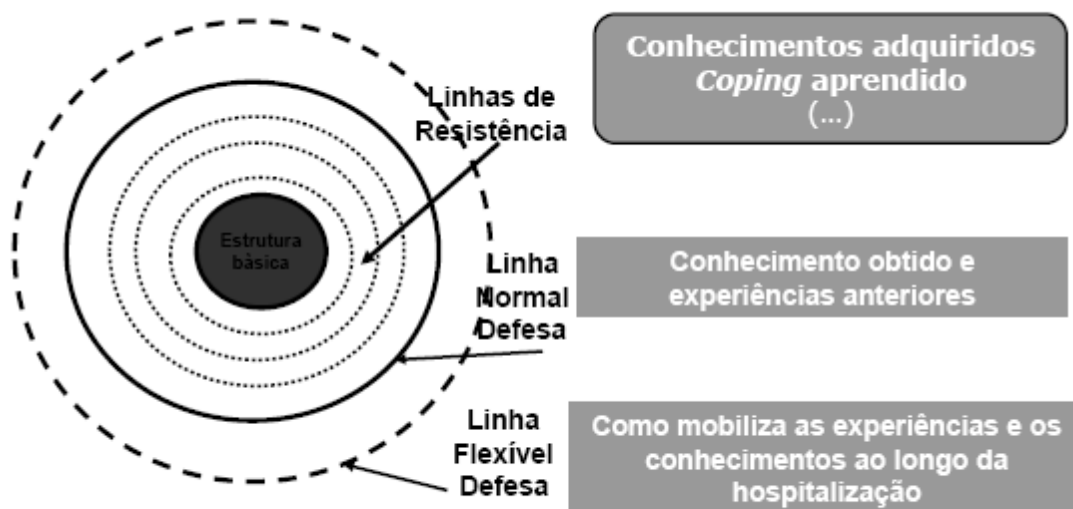 Linhas de
Resistência
Conhecimentos adquiridos
Coping aprendido
(...)
Estrutura
bàsica
Linha
Normal
Defesa
Conhecimento obtido e
experiências anteriores
Linha
Flexível
Defesa
Como mobiliza as experiências e os
conhecimentos ao longo da
hospitalização